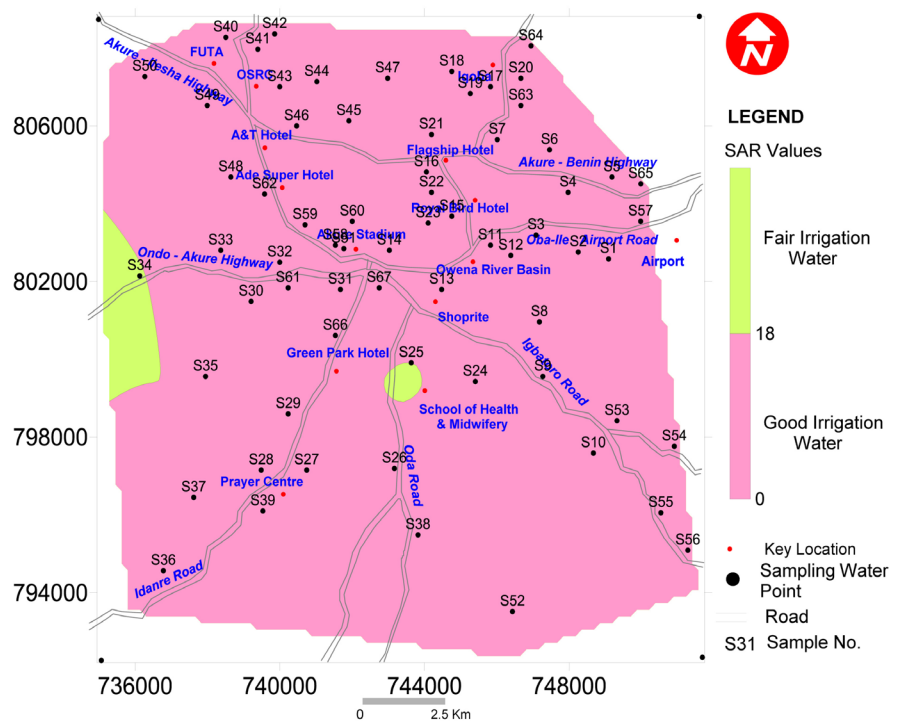 S40
S42
S41
S64
FUTA
Akure - Ilesha Highway
S50
OSRC
S43
S44
S47
S18
Igoba
S17
S19
S20
S49
S63
806000
S46
S45
A&T Hotel
S21
S7
Flagship Hotel
S6
Akure - Benin Highway
S48
Ade Super Hotel
S62
S16
S22
S4
S5
S65
S59
S60
Royal Bird Hotel
S15
S23
S3
S57
S33
S32
S14
S11
S12
Oba-Ile
Airport Road
S2
S1
Airport
Ondo - Akure Highway
S34
802000
S30
S61
S31
S67
S13
Owena River Basin
Shoprite
S8
S66
Green Park Hotel
S25
S24
S9
S35
School of Health
& Midwifery
S29
S53
798000
S10
S54
S28
S27
S26
Oda Road
Prayer Centre
S37
S39
S38
S55
S56
S36
Idanre Road
794000
S52
736000
740000
744000
748000
0
2.5 Km
N
LEGEND
SAR Values
Fair Irrigation
Water
18
Good Irrigation
Water
0
Key Location
Sampling Water
Point
Road
S31 Sample No.